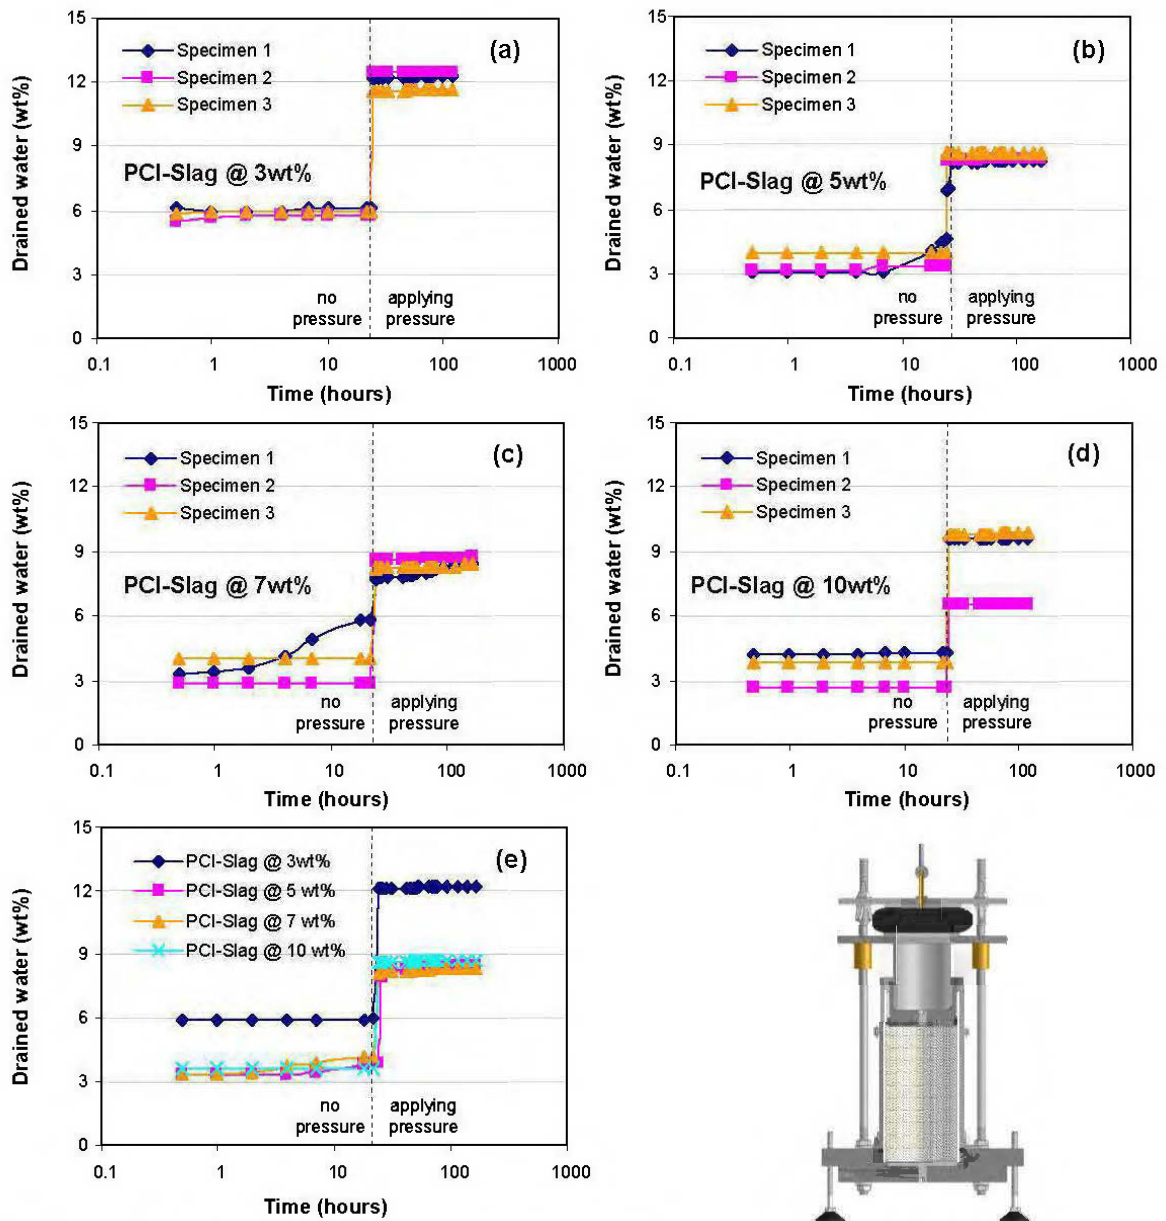 15
12
9
6
3
0
Drained water (wt%)
Specimen 1
Specimen 2
Specimen 3
(a)
PCI-Slag @ 3wt%
no pressure
applying pressure
0.1
1
10
100
1000
Time (hours)
15
12
9
6
3
0
Drained water (wt%)
Specimen 1
Specimen 2
Specimen 3
(b)
PCI-Slag @ 5wt%
no pressure
applying pressure
0.1
1
10
100
1000
Time (hours)
15
12
9
6
3
0
Drained water (wt%)
Specimen 1
Specimen 2
Specimen 3
(c)
PCI-Slag @ 7wt%
no pressure
applying pressure
0.1
1
10
100
1000
Time (hours)
15
12
9
6
3
0
Drained water (wt%)
Specimen 1
Specimen 2
Specimen 3
(d)
PCI-Slag @ 10wt%
no pressure
applying pressure
0.1
1
10
100
1000
Time (hours)
15
12
9
6
3
0
Drained water (wt%)
PCI-Slag @ 3wt%
PCI-Slag @ 5 wt%
PCI-Slag @ 7 wt%
PCI-Slag @ 10 wt%
(e)
no pressure
applying pressure
0.1
1
10
100
1000
Time (hours)